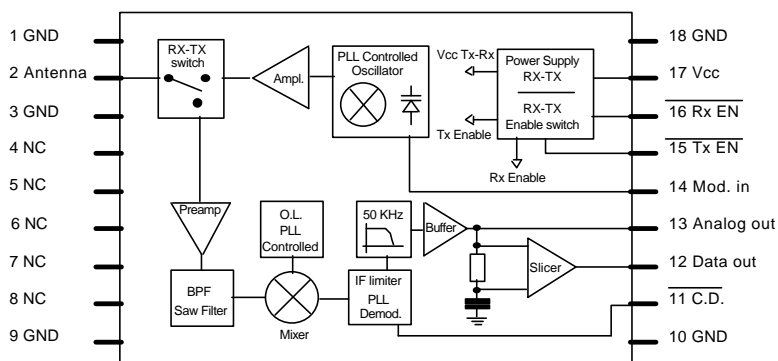 1 GND
2 Antenna
3 GND
4 NC
5 NC
6 NC
7 NC
8 NC
9 GND
RX-TX
switch
Ampl.
PLL Controlled
Oscillator
Vcc Tx-Rx
Tx Enable
Rx Enable
Power Supply
RX-TX
RX-TX
Enable switch
Preamp
BPF
Saw Filter
O.L.
PLL
Controlled
Mixer
50 KHz
IF limiter
PLL
Demod.
Buffer
Slicer
18 GND
17 Vcc
16 Rx EN
15 Tx EN
14 Mod. in
13 Analog out
12 Data out
11 C.D.
10 GND